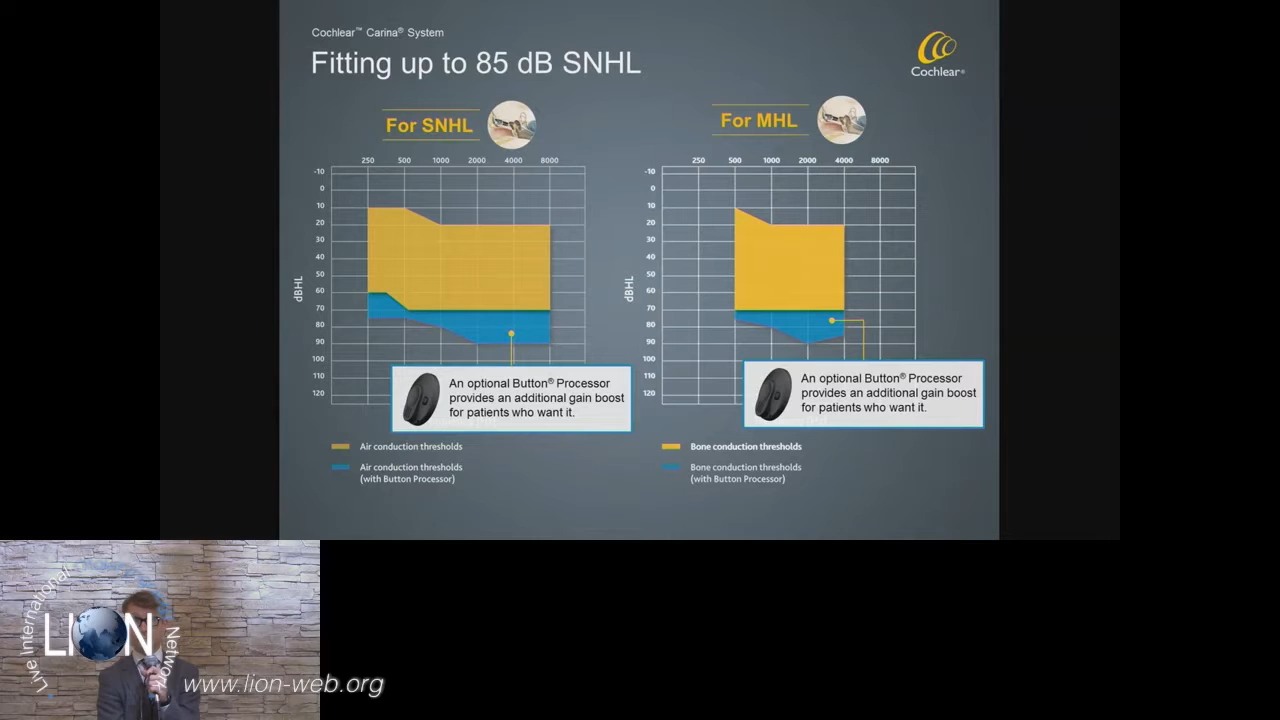 Cochlear™ Carina® System
Fitting up to 85 dB SNHL
Cochlear®
For SNHL
For MHL
250 500 1000 2000 4000 8000
250 500 1000 2000 4000 8000
-10
0
10
20
30
40
50
60
70
80
90
100
110
120
dBHL
-10
0
10
20
30
40
50
60
70
80
90
100
110
120
dBHL
An optional Button® Processor
provides an additional gain boost
for patients who want it.
An optional Button® Processor
provides an additional gain boost
for patients who want it.
Air conduction thresholds
Air conduction thresholds
(with Button Processor)
Bone conduction thresholds
Bone conduction thresholds
(with Button Processor)
Live International
LION
Network
www.lion-web.org